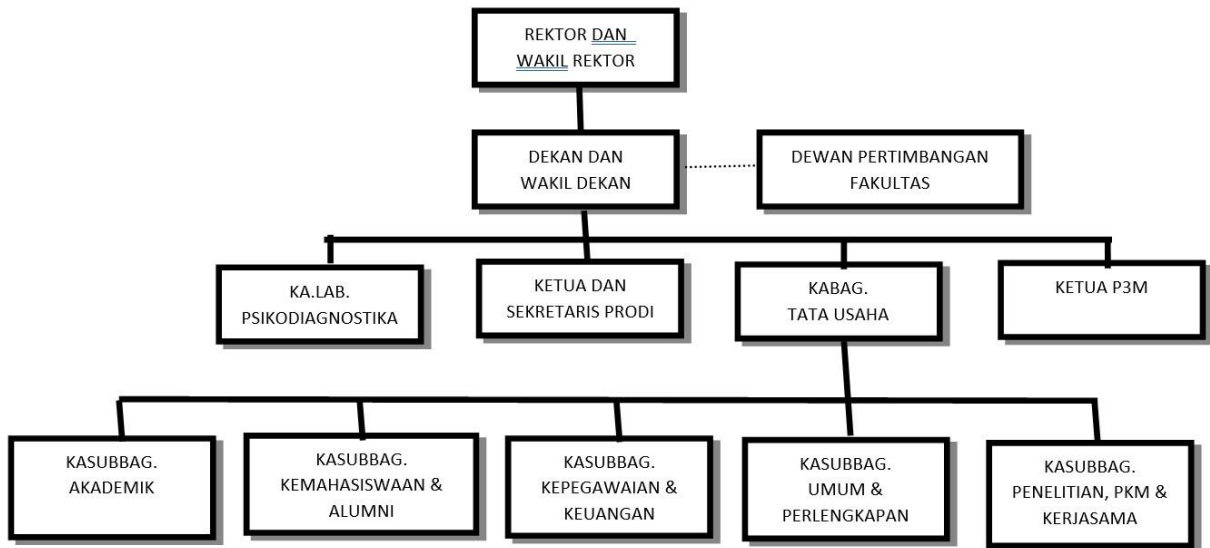 REKTOR DAN
WAKIL REKTOR
DEKAN DAN
WAKIL DEKAN
DEWAN PERTIMBANGAN
FAKULTAS
KA.LAB.
PSIKODIAGNOSTIKA
KETUA DAN
SEKRETARIS PRODI
KABAG.
TATA USAHA
KETUA P3M
KASUBBAG.
AKADEMIK
KASUBBAG.
KEMAHASISWAAN &
ALUMNI
KASUBBAG.
KEPEGAWAIAN &
KEUANGAN
KASUBBAG.
UMUM &
PERLENGKAPAN
KASUBBAG.
PENELITIAN, PKM &
KERJASAMA